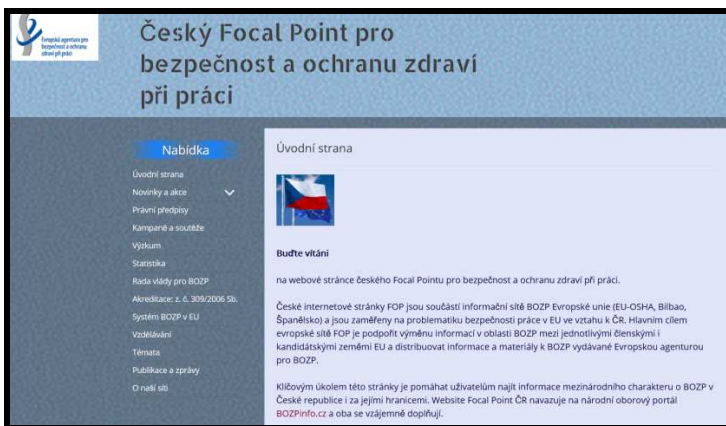 Evropská agentura pro
bezpečnost a ochranu
zdraví při práci
Český Focal Point pro
bezpečnost a ochranu zdraví
při práci
Nabídka
Úvodní strana
Novinky a akce
Právní předpisy
Kampaně a soutěže
Výzkum
Statistika
Rada vlády pro BOZP
Akreditace: z. č. 309/2006 Sb.
Systém BOZP v EU
Vzdělávání
Témata
Publikace a zprávy
O naší síti
Úvodní strana
Buďte vítáni
na webové stránce českého Focal Pointu pro bezpečnost a ochranu zdraví při práci.
České internetové stránky FOP jsou součástí informační sítě BOZP Evropské unie (EU-OSHA, Bilbao,
Španělsko) a jsou zaměřeny na problematiku bezpečnosti práce v EU ve vztahu k ČR. Hlavním cílem
evropské sítě FOP je podpořit výměnu informací v oblasti BOZP mezi jednotlivými členskými i
kandidátskými zeměmi EU a distribuovat informace a materiály k BOZP vydávané Evropskou agenturou
pro BOZP.
Klíčovým úkolem této stránky je pomáhat uživatelům najít informace mezinárodního charakteru o BOZP v
České republice i za jejími hranicemi. Website Focal Point ČR navazuje na národní oborový portál
BOZPinfo.cz a oba se vzájemně doplňují.